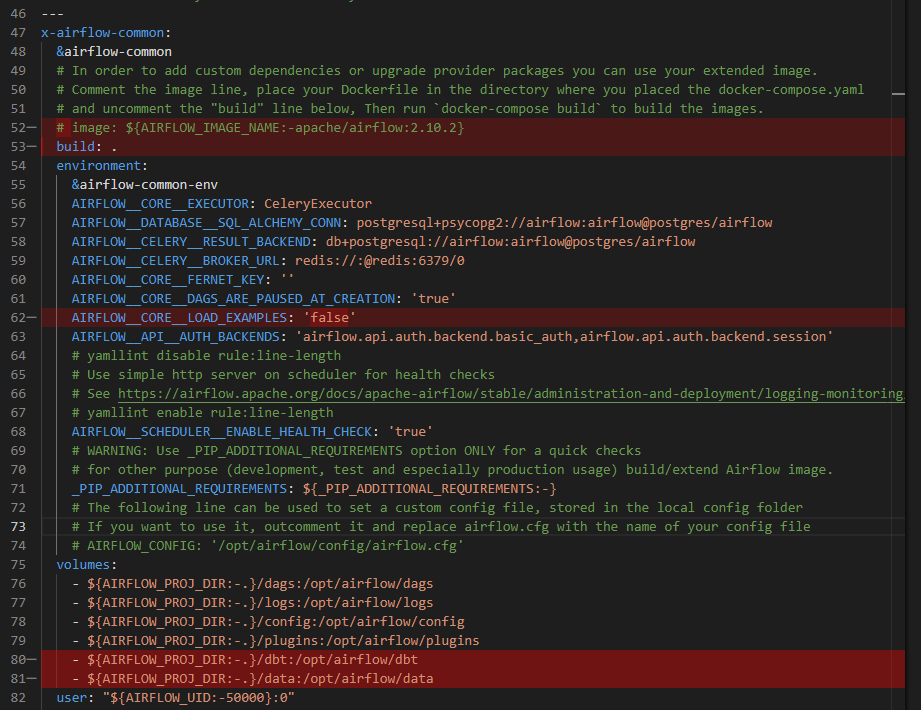 46 ---
47 x-airflow-common:
48 &airflow-common
49 # In order to add custom dependencies or upgrade provider packages you can use your extended image.
50 # Comment the image line, place your Dockerfile in the directory where you placed the docker-compose.yaml
51 # and uncomment the "build" line below, Then run `docker-compose build` to build the images.
52— # image: ${AIRFLOW_IMAGE_NAME:-apache/airflow:2.10.2}
53— build: .
54 environment:
55 &airflow-common-env
56 AIRFLOW__CORE__EXECUTOR: CeleryExecutor
57 AIRFLOW__DATABASE__SQL_ALCHEMY_CONN: postgresql+psycopg2://airflow:airflow@postgres/airflow
58 AIRFLOW__CELERY__RESULT_BACKEND: db+postgresql://airflow:airflow@postgres/airflow
59 AIRFLOW__CELERY__BROKER_URL: redis://:@redis:6379/0
60 AIRFLOW__CORE__FERNET_KEY: ''
61 AIRFLOW__CORE__DAGS_ARE_PAUSED_AT_CREATION: 'true'
62— AIRFLOW__CORE__LOAD_EXAMPLES: 'false'
63 AIRFLOW__API__AUTH_BACKENDS: 'airflow.api.auth.backend.basic_auth,airflow.api.auth.backend.session'
64 # yamllint disable rule:line-length
65 # Use simple http server on scheduler for health checks
66 # See https://airflow.apache.org/docs/apache-airflow/stable/administration-and-deployment/logging-monitoring
67 # yamllint enable rule:line-length
68 AIRFLOW__SCHEDULER__ENABLE_HEALTH_CHECK: 'true'
69 # WARNING: Use _PIP_ADDITIONAL_REQUIREMENTS option ONLY for a quick checks
70 # for other purpose (development, test and especially production usage) build/extend Airflow image.
71 _PIP_ADDITIONAL_REQUIREMENTS: ${_PIP_ADDITIONAL_REQUIREMENTS:-}
72 # The following line can be used to set a custom config file, stored in the local config folder
73 # If you want to use it, outcomment it and replace airflow.cfg with the name of your config file
74 # AIRFLOW_CONFIG: '/opt/airflow/config/airflow.cfg'
75 volumes:
76 - ${AIRFLOW_PROJ_DIR:-.}/dags:/opt/airflow/dags
77 - ${AIRFLOW_PROJ_DIR:-.}/logs:/opt/airflow/logs
78 - ${AIRFLOW_PROJ_DIR:-.}/config:/opt/airflow/config
79 - ${AIRFLOW_PROJ_DIR:-.}/plugins:/opt/airflow/plugins
80— - ${AIRFLOW_PROJ_DIR:-.}/dbt:/opt/airflow/dbt
81— - ${AIRFLOW_PROJ_DIR:-.}/data:/opt/airflow/data
82 user: "${AIRFLOW_UID:-50000}:0"